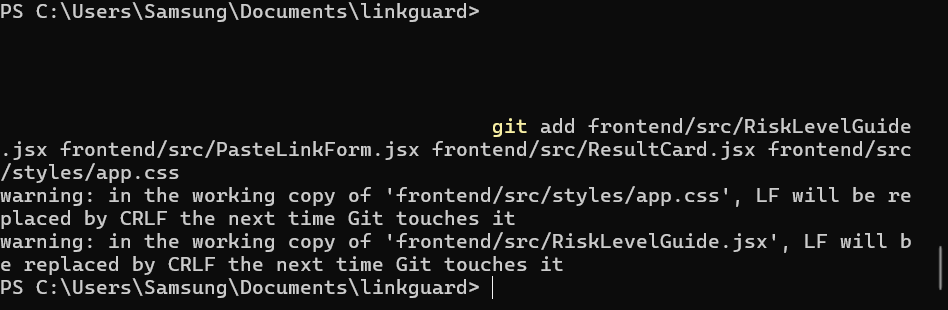 PS C:\Users\Samsung\Documents\linkguard>
git add frontend/src/RiskLevelGuide
.jsx frontend/src/PasteLinkForm.jsx frontend/src/ResultCard.jsx frontend/src
/styles/app.css
warning: in the working copy of 'frontend/src/styles/app.css', LF will be re
placed by CRLF the next time Git touches it
warning: in the working copy of 'frontend/src/RiskLevelGuide.jsx', LF will b
e replaced by CRLF the next time Git touches it
PS C:\Users\Samsung\Documents\linkguard>